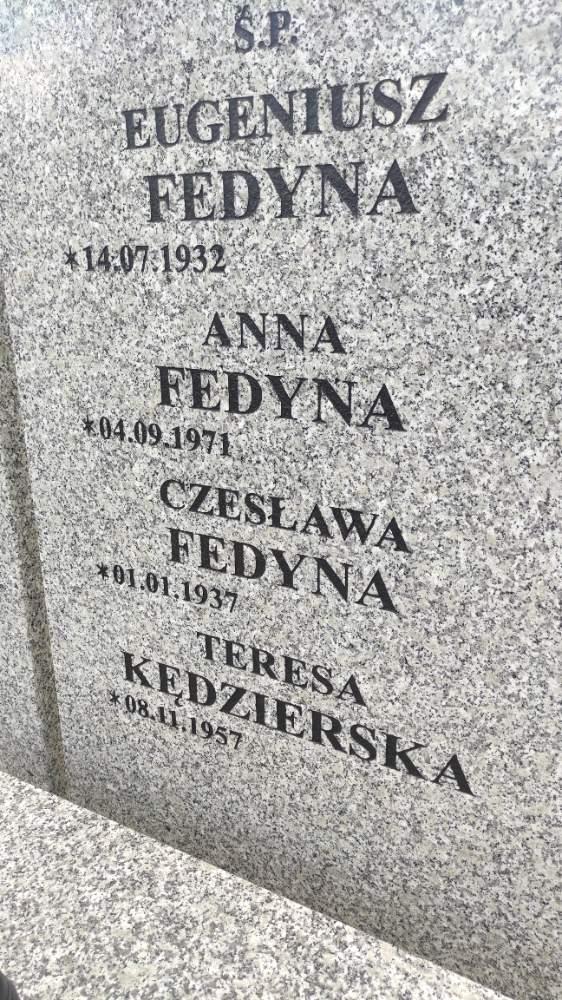 Ś.P.
EUGENIUSZ
FEDYNA
*14.07.1932
ANNA
FEDYNA
*04.09.1971
CZESŁAWA
FEDYNA
*01.01.1937
TERESA
KĘDZIERSKA
*08.11.1957